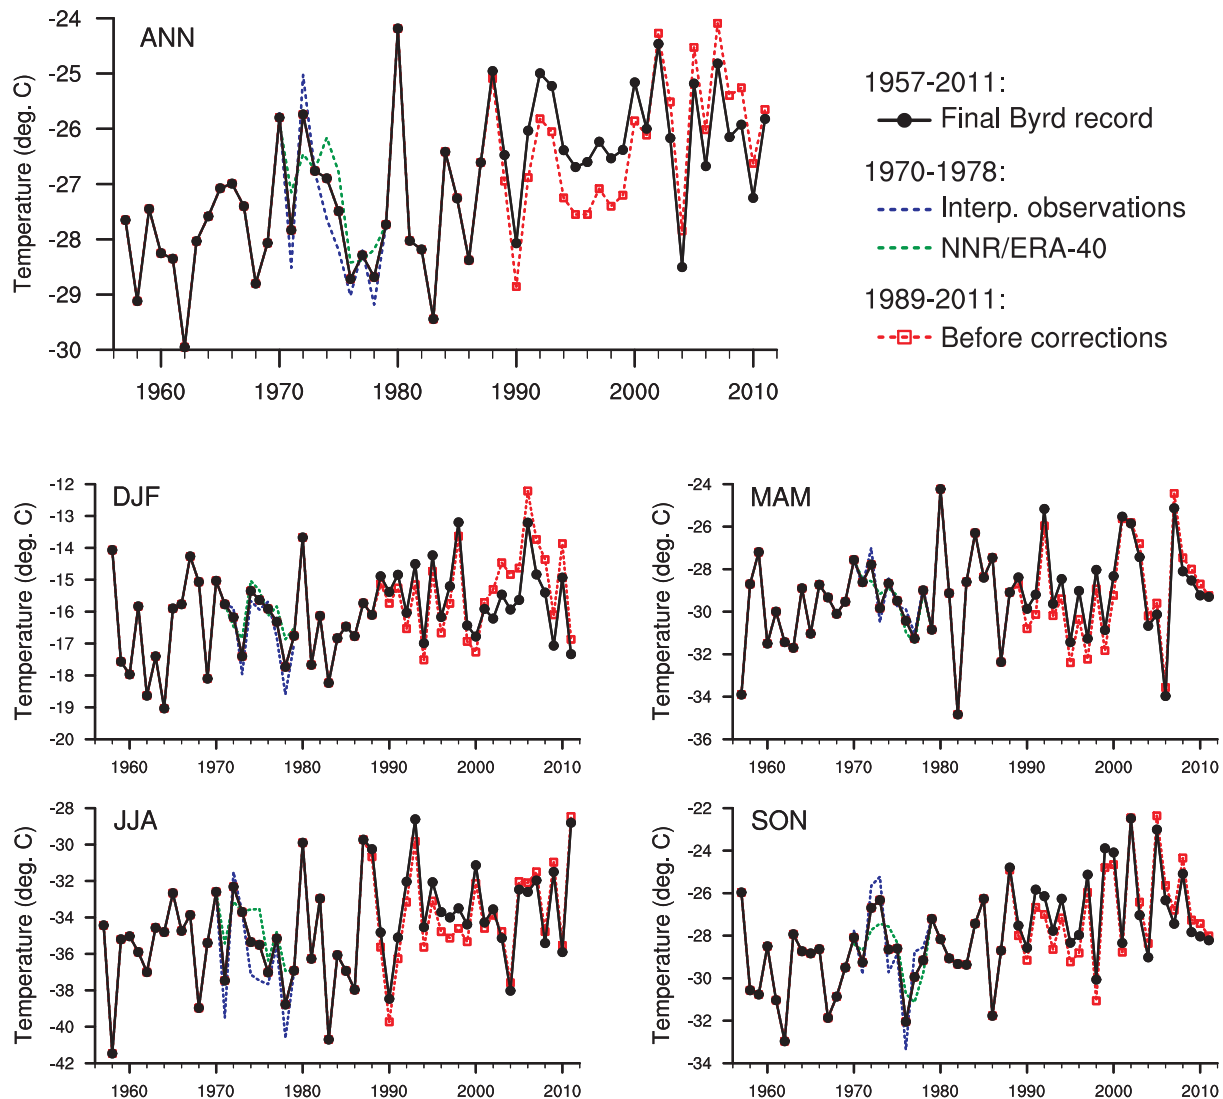 ANN
Temperature (deg. C)
-24
-25
-26
-27
-28
-29
-30
1960 1970 1980 1990 2000 2010
1957-2011:
Final Byrd record
1970-1978:
Interp. observations
NNR/ERA-40
1989-2011:
Before corrections
DJF
Temperature (deg. C)
-12
-13
-14
-15
-16
-17
-18
-19
-20
1960 1970 1980 1990 2000 2010
MAM
Temperature (deg. C)
-24
-26
-28
-30
-32
-34
-36
1960 1970 1980 1990 2000 2010
JJA
Temperature (deg. C)
-28
-30
-32
-34
-36
-38
-40
-42
1960 1970 1980 1990 2000 2010
SON
Temperature (deg. C)
-22
-24
-26
-28
-30
-32
-34
1960 1970 1980 1990 2000 2010